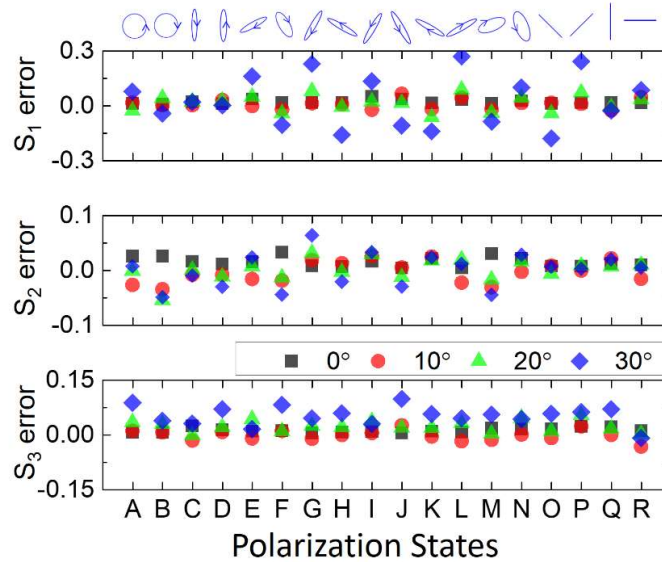 0.3
0.0
-0.3
S₁ error
0.1
0.0
-0.1
S₂ error
0° 10° 20° 30°
0.15
0.00
-0.15
S₃ error
A B C D E F G H I J K L M N O P Q R
Polarization States